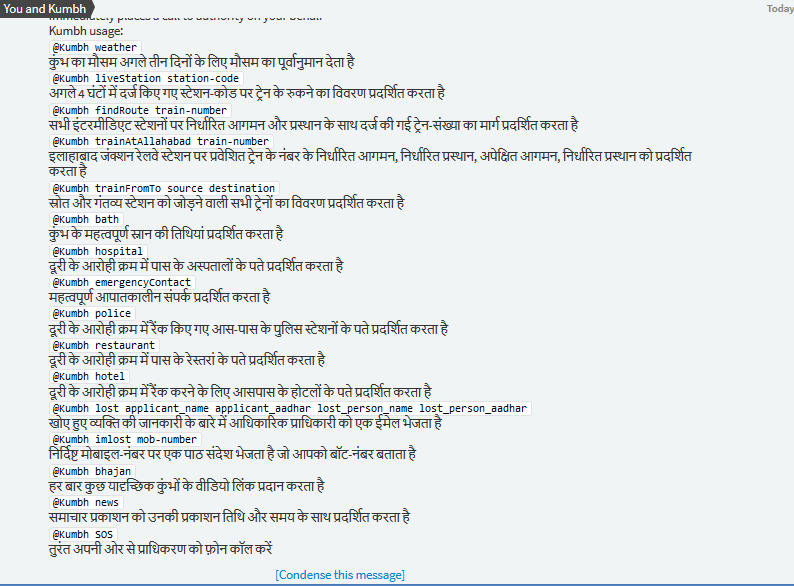 You and Kumbh
Today
Immediately places a call to authority on your behalf
Kumbh usage:
@Kumbh weather
कुंभ का मौसम अगले तीन दिनों के लिए मौसम का पूर्वानुमान देता है
@Kumbh liveStation station-code
अगले 4 घंटों में दर्ज किए गए स्टेशन-कोड पर ट्रेन के रुकने का विवरण प्रदर्शित करता है
@Kumbh findRoute train-number
सभी इंटरमीडिएट स्टेशनों पर निर्धारित आगमन और प्रस्थान के साथ दर्ज की गई ट्रेन-संख्या का मार्ग प्रदर्शित करता है
@Kumbh trainAtAllahabad train-number
इलाहाबाद जंक्शन रेलवे स्टेशन पर प्रवेशित ट्रेन के नंबर के निर्धारित आगमन, निर्धारित प्रस्थान, अपेक्षित आगमन, निर्धारित प्रस्थान को प्रदर्शित
करता है
@Kumbh trainFromTo source destination
स्रोत और गंतव्य स्टेशन को जोड़ने वाली सभी ट्रेनों का विवरण प्रदर्शित करता है
@Kumbh bath
कुंभ के महत्वपूर्ण स्नान की तिथियां प्रदर्शित करता है
@Kumbh hospital
दूरी के आरोही क्रम में पास के अस्पतालों के पते प्रदर्शित करता है
@Kumbh emergencyContact
महत्वपूर्ण आपातकालीन संपर्क प्रदर्शित करता है
@Kumbh police
दूरी के आरोही क्रम में रैंक किए गए आस-पास के पुलिस स्टेशनों के पते प्रदर्शित करता है
@Kumbh restaurant
दूरी के आरोही क्रम में पास के रेस्तरां के पते प्रदर्शित करता है
@Kumbh hotel
दूरी के आरोही क्रम में रैंक करने के लिए आसपास के होटलों के पते प्रदर्शित करता है
@Kumbh lost applicant_name applicant_aadhar lost_person_name lost_person_aadhar
खोए हुए व्यक्ति की जानकारी के बारे में आधिकारिक प्राधिकारी को एक ईमेल भेजता है
@Kumbh imlost mob-number
निर्दिष्ट मोबाइल-नंबर पर एक पाठ संदेश भेजता है जो आपको बॉट-नंबर बताता है
@Kumbh bhajan
हर बार कुछ यादृच्छिक कुंभों के वीडियो लिंक प्रदान करता है
@Kumbh news
समाचार प्रकाशन को उनकी प्रकाशन तिथि और समय के साथ प्रदर्शित करता है
@Kumbh SOS
तुरंत अपनी ओर से प्राधिकरण को फ़ोन कॉल करें
[Condense this message]